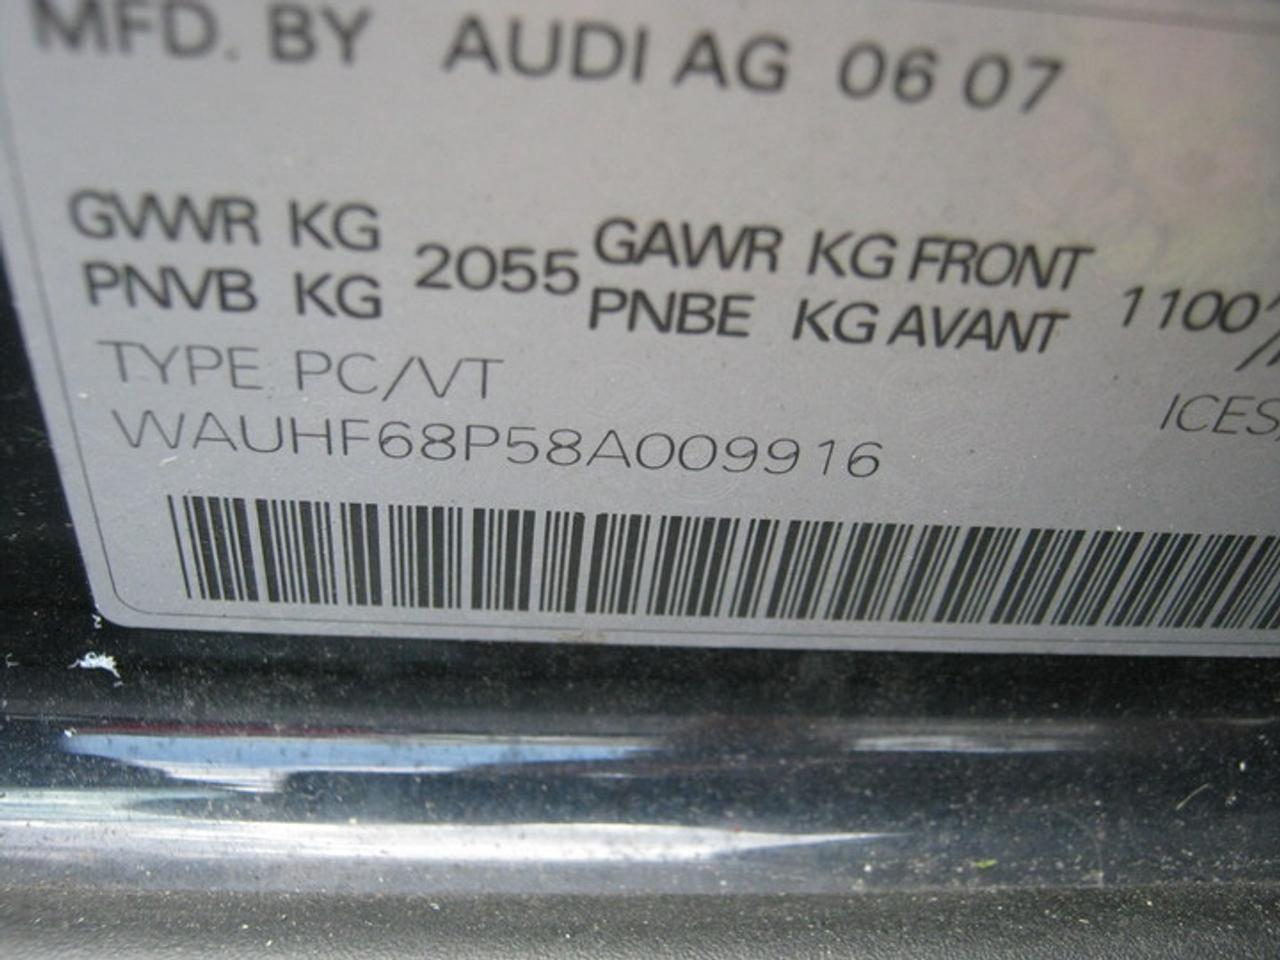 MFD. BY AUDI AG 06 07
GVWR KG 2055 GAWR KG FRONT 1100
PNVB KG PNBE KG AVANT
TYPE PC/VT
WAUHF68P58A009916
ICES